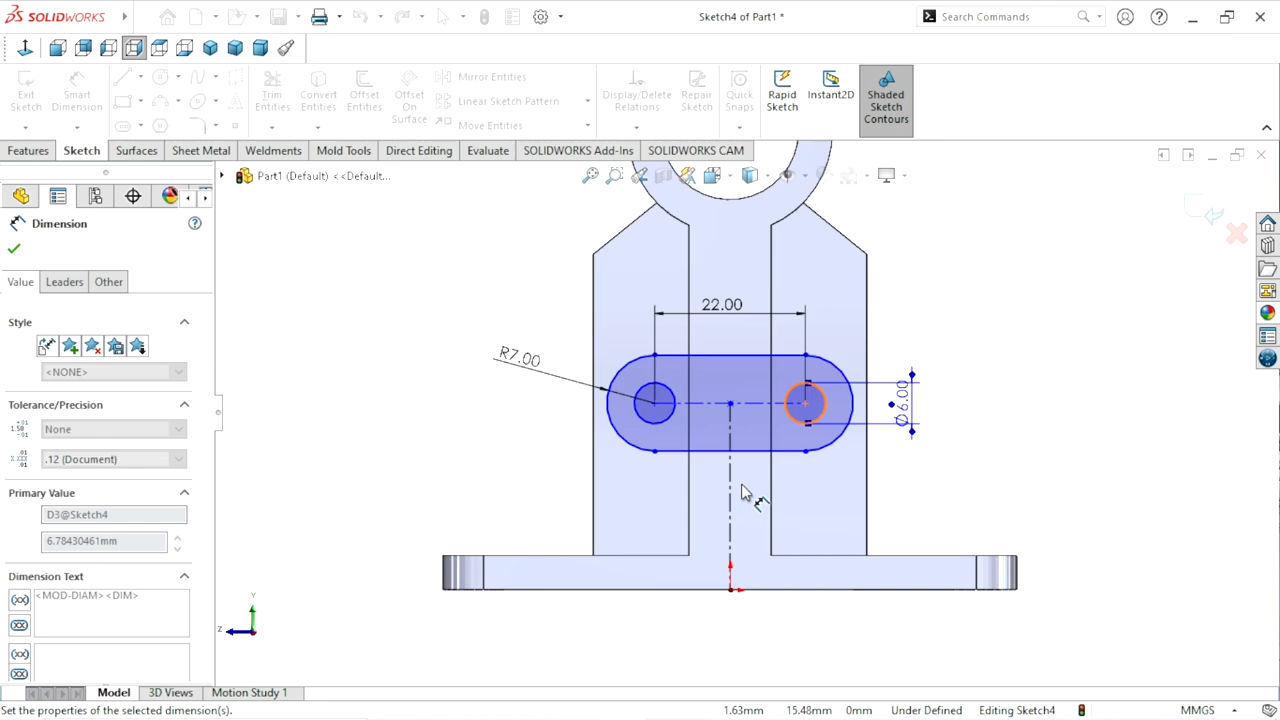 SOLIDWORKS
Sketch4 of Part1 *
Search Commands
Exit
Sketch
Smart
Dimension
Trim
Entities
Convert
Entities
Offset
Entities
Offset
On
Surface
Mirror Entities
Linear Sketch Pattern
Move Entities
Display/Delete
Relations
Repair
Sketch
Quick
Snaps
Rapid
Sketch
Instant2D
Shaded
Sketch
Contours
Features
Sketch
Surfaces
Sheet Metal
Weldments
Mold Tools
Direct Editing
Evaluate
SOLIDWORKS Add-Ins
SOLIDWORKS CAM
Part1 (Default) <<Default...
Dimension
Value
Leaders
Other
Style
<NONE>
Tolerance/Precision
None
.12 (Document)
Primary Value
D3@Sketch4
6.78430461mm
Dimension Text
<MOD-DIAM><DIM>
22.00
R7.00
Ø6.00
Y
Z
Model
3D Views
Motion Study 1
Set the properties of the selected dimension(s).
1.63mm
15.48mm
0mm
Under Defined
Editing Sketch4
MMGS